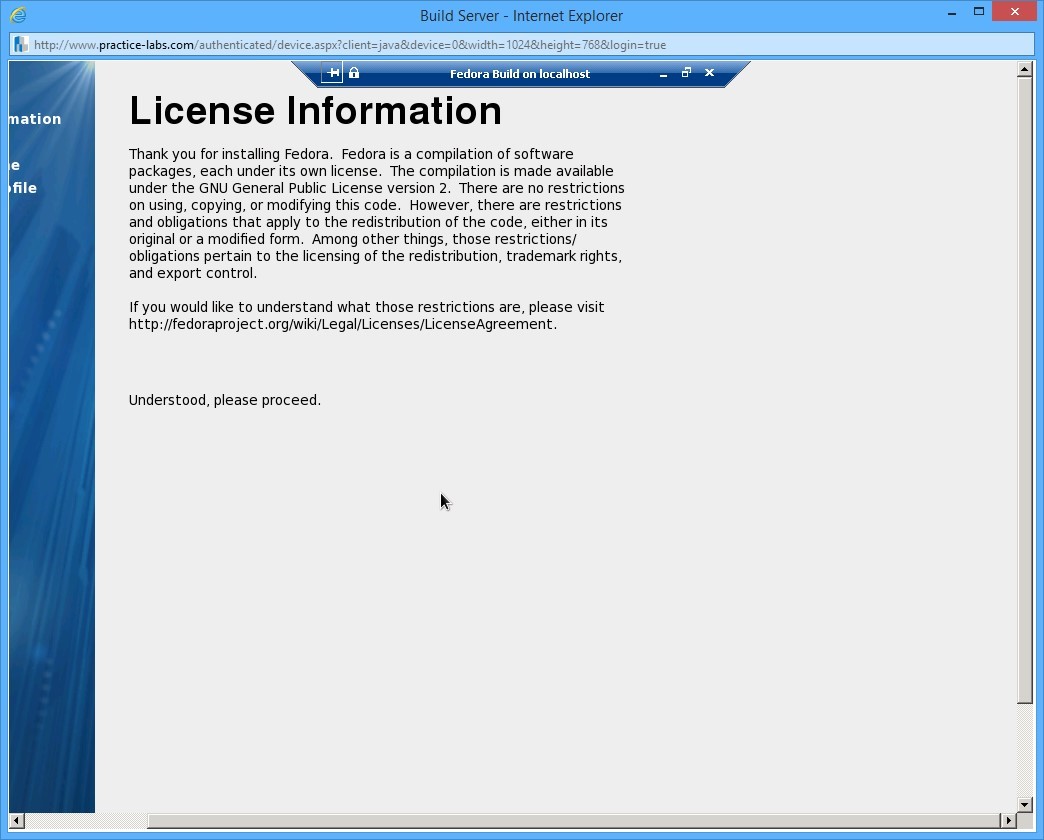 Build Server - Internet Explorer
http://www.practice-labs.com/authenticated/device.aspx?client=java&device=0&width=1024&height=768&login=true
Fedora Build on localhost
mation
e
ofile
License Information
Thank you for installing Fedora.  Fedora is a compilation of software
packages, each under its own license.  The compilation is made available
under the GNU General Public License version 2.  There are no restrictions
on using, copying, or modifying this code.  However, there are restrictions
and obligations that apply to the redistribution of the code, either in its
original or a modified form.  Among other things, those restrictions/
obligations pertain to the licensing of the redistribution, trademark rights,
and export control.
If you would like to understand what those restrictions are, please visit
http://fedoraproject.org/wiki/Legal/Licenses/LicenseAgreement.
Understood, please proceed.